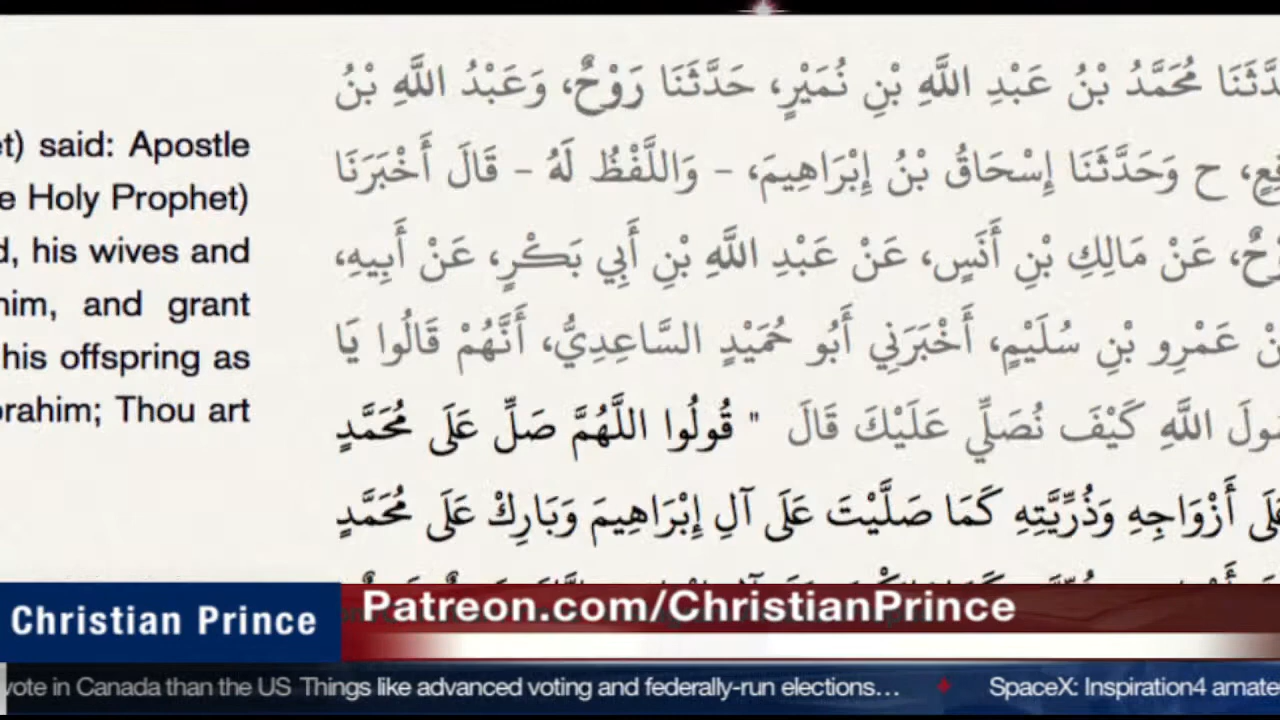 et) said: Apostle
e Holy Prophet)
d, his wives and
him, and grant
his offspring as
brahim; Thou art
حَدَّثَنَا مُحَمَّدُ بْنُ عَبْدِ اللَّهِ بْنِ نُمَيْرٍ، حَدَّثَنَا رَوْحٌ، وَعَبْدُ اللَّهِ بْنُ
ح وَحَدَّثَنَا إِسْحَاقُ بْنُ إِبْرَاهِيمَ، - وَاللَّفْظُ لَهُ - قَالَ أَخْبَرَنَا
عَنْ مَالِكِ بْنِ أَنَسٍ، عَنْ عَبْدِ اللَّهِ بْنِ أَبِي بَكْرٍ، عَنْ أَبِيهِ،
عَمْرِو بْنِ سُلَيْمٍ، أَخْبَرَنِي أَبُو حُمَيْدٍ السَّاعِدِيُّ، أَنَّهُمْ قَالُوا يَا
اللَّهِ كَيْفَ نُصَلِّي عَلَيْكَ قَالَ " قُولُوا اللَّهُمَّ صَلِّ عَلَى مُحَمَّدٍ
أَزْوَاجِهِ وَذُرِّيَّتِهِ كَمَا صَلَّيْتَ عَلَى آلِ إِبْرَاهِيمَ وَبَارِكْ عَلَى مُحَمَّدٍ
Christian Prince
Patreon.com/ChristianPrince
vote in Canada than the US Things like advanced voting and federally-run elections... SpaceX: Inspiration4 amate